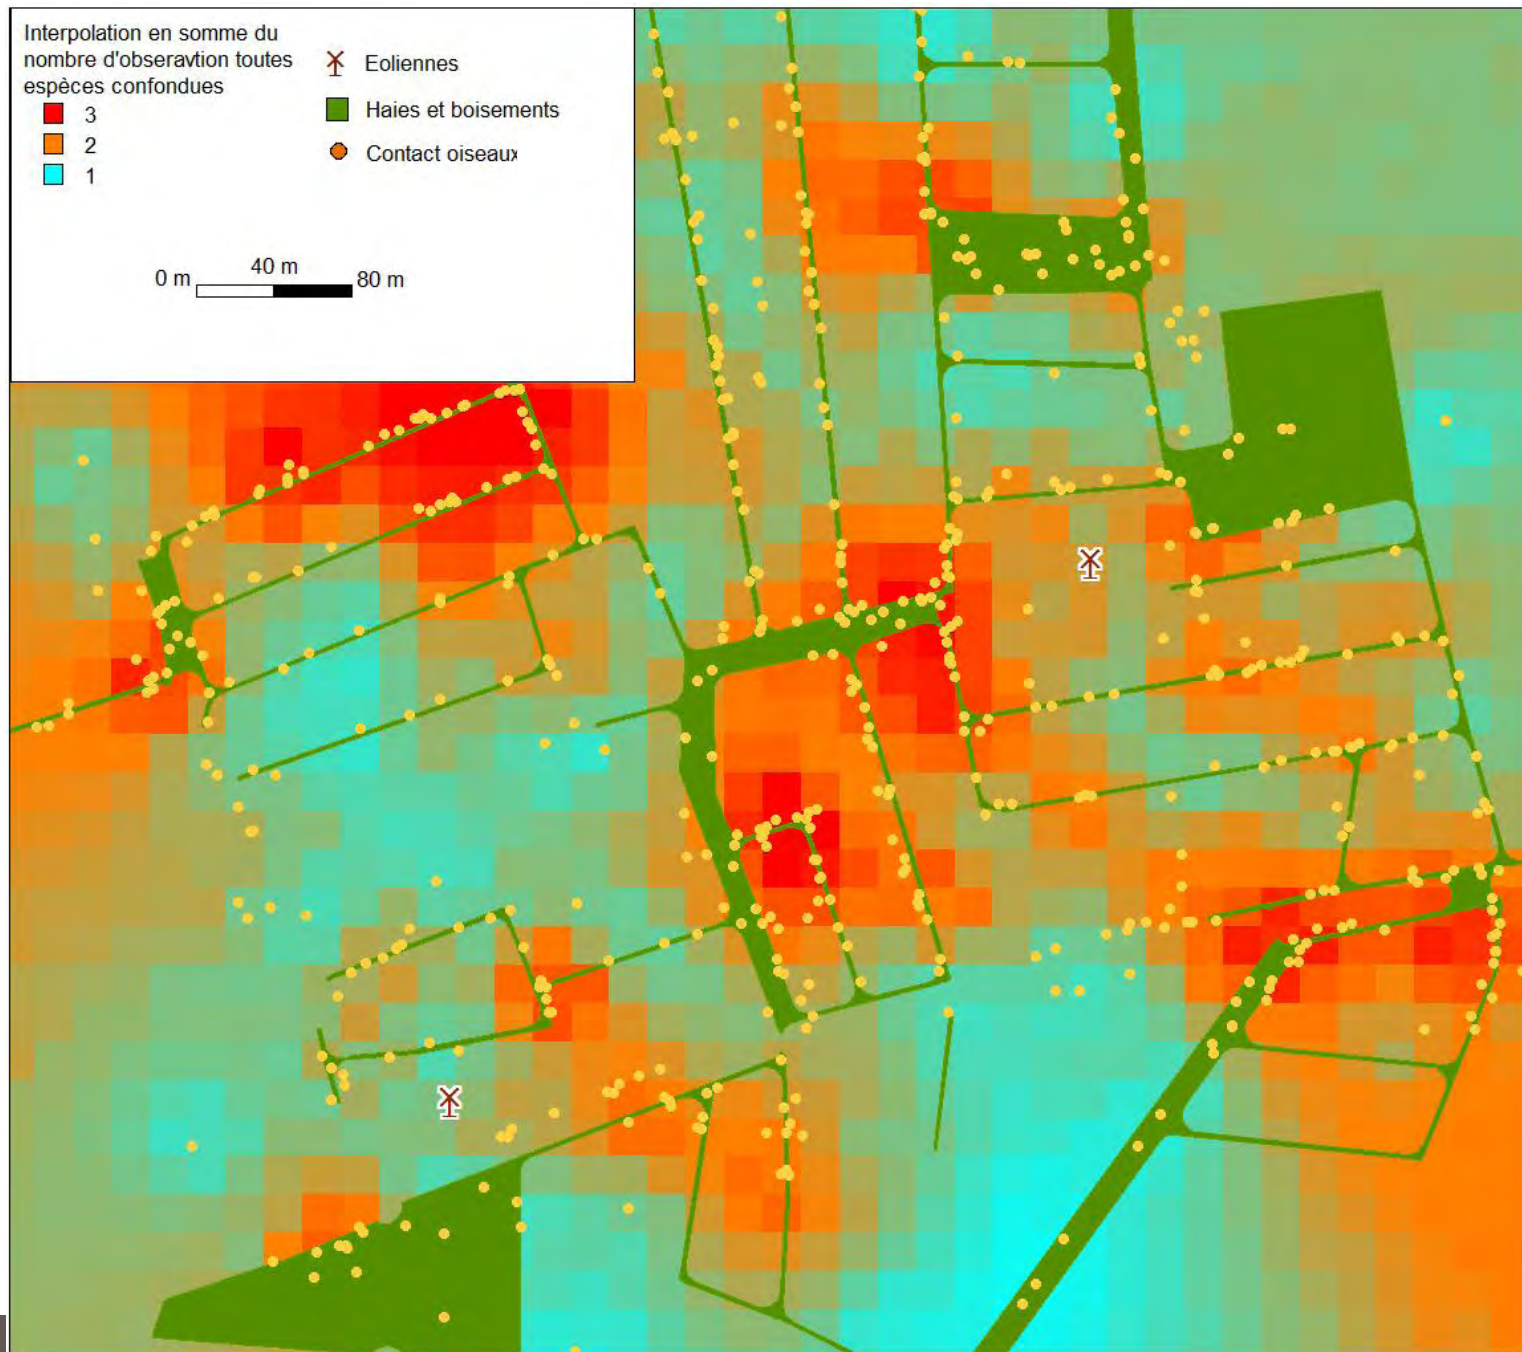 Interpolation en somme du
nombre d'obseravtion toutes
espèces confondues
3
2
1
Eoliennes
Haies et boisements
Contact oiseaux
0 m 40 m 80 m